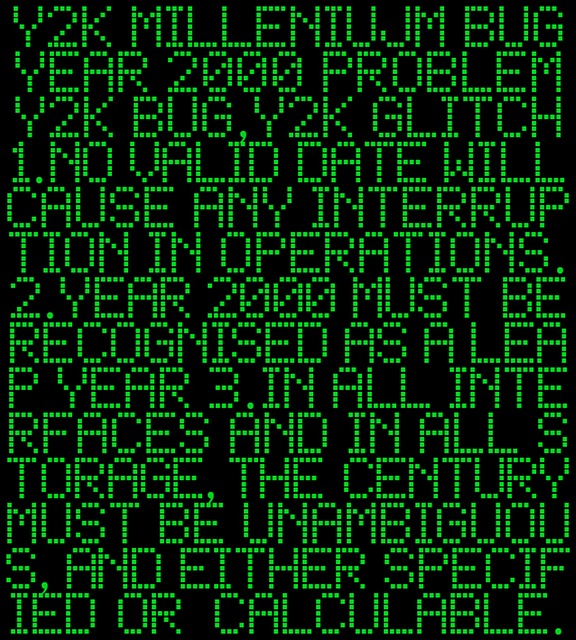 Y2K MILLENIUM BUG
YEAR 2000 PROBLEM
Y2K BUG,Y2K GLITCH
1.NO VALID DATE WILL
CAUSE ANY INTERRUP
TION IN OPERATIONS.
2.YEAR 2000 MUST BE
RECOGNISED AS A LEA
P YEAR 3.IN ALL INTE
RFACES AND IN ALL S
TORAGE, THE CENTURY
MUST BE UNAMBIGUOU
S, AND EITHER SPECIF
IED OR CALCULABLE.